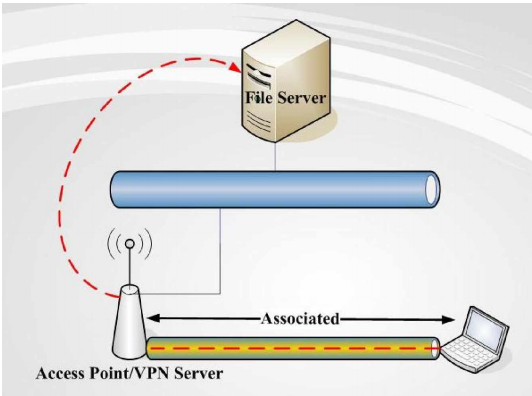 File Server
Associated
Access Point/VPN Server